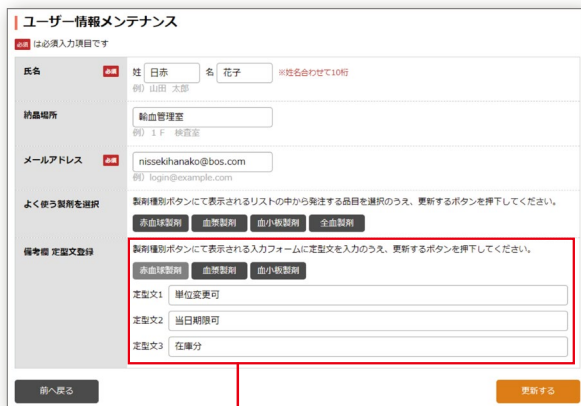 ユーザー情報メンテナンス
必須 は必須入力項目です
氏名 必須 姓 日赤 名 花子 ※姓名合わせて10桁
例）山田 太郎
納品場所 輸血管理室
例）１Ｆ 検査室
メールアドレス 必須 nissekihanako@bos.com
例）login@example.com
よく使う製剤を選択 製剤種別ボタンにて表示されるリストの中から発注する品目を選択のうえ、更新するボタンを押下してください。
赤血球製剤 血漿製剤 血小板製剤 全血製剤
備考欄 定型文登録 製剤種別ボタンにて表示される入力フォームに定型文を入力のうえ、更新するボタンを押下してください。
赤血球製剤 血漿製剤 血小板製剤
定型文1 単位変更可
定型文2 当日期限可
定型文3 在庫分
前へ戻る 更新する